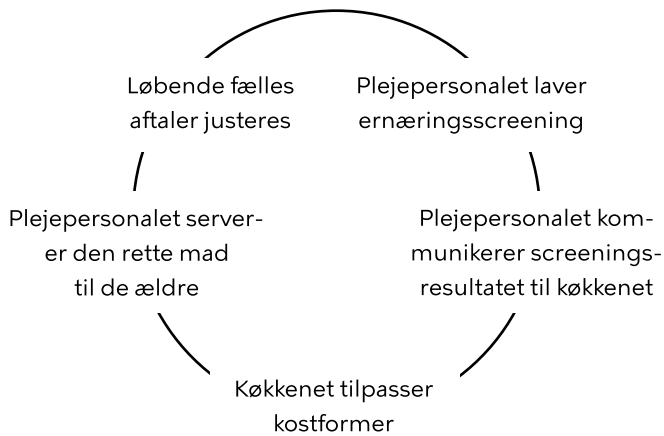 Løbende fælles
aftaler justeres
Plejepersonalet laver
ernæringsscreening
Plejepersonalet server-
er den rette mad
til de ældre
Plejepersonalet kom-
munikerer screenings-
resultatet til køkkenet
Køkkenet tilpasser
kostformer